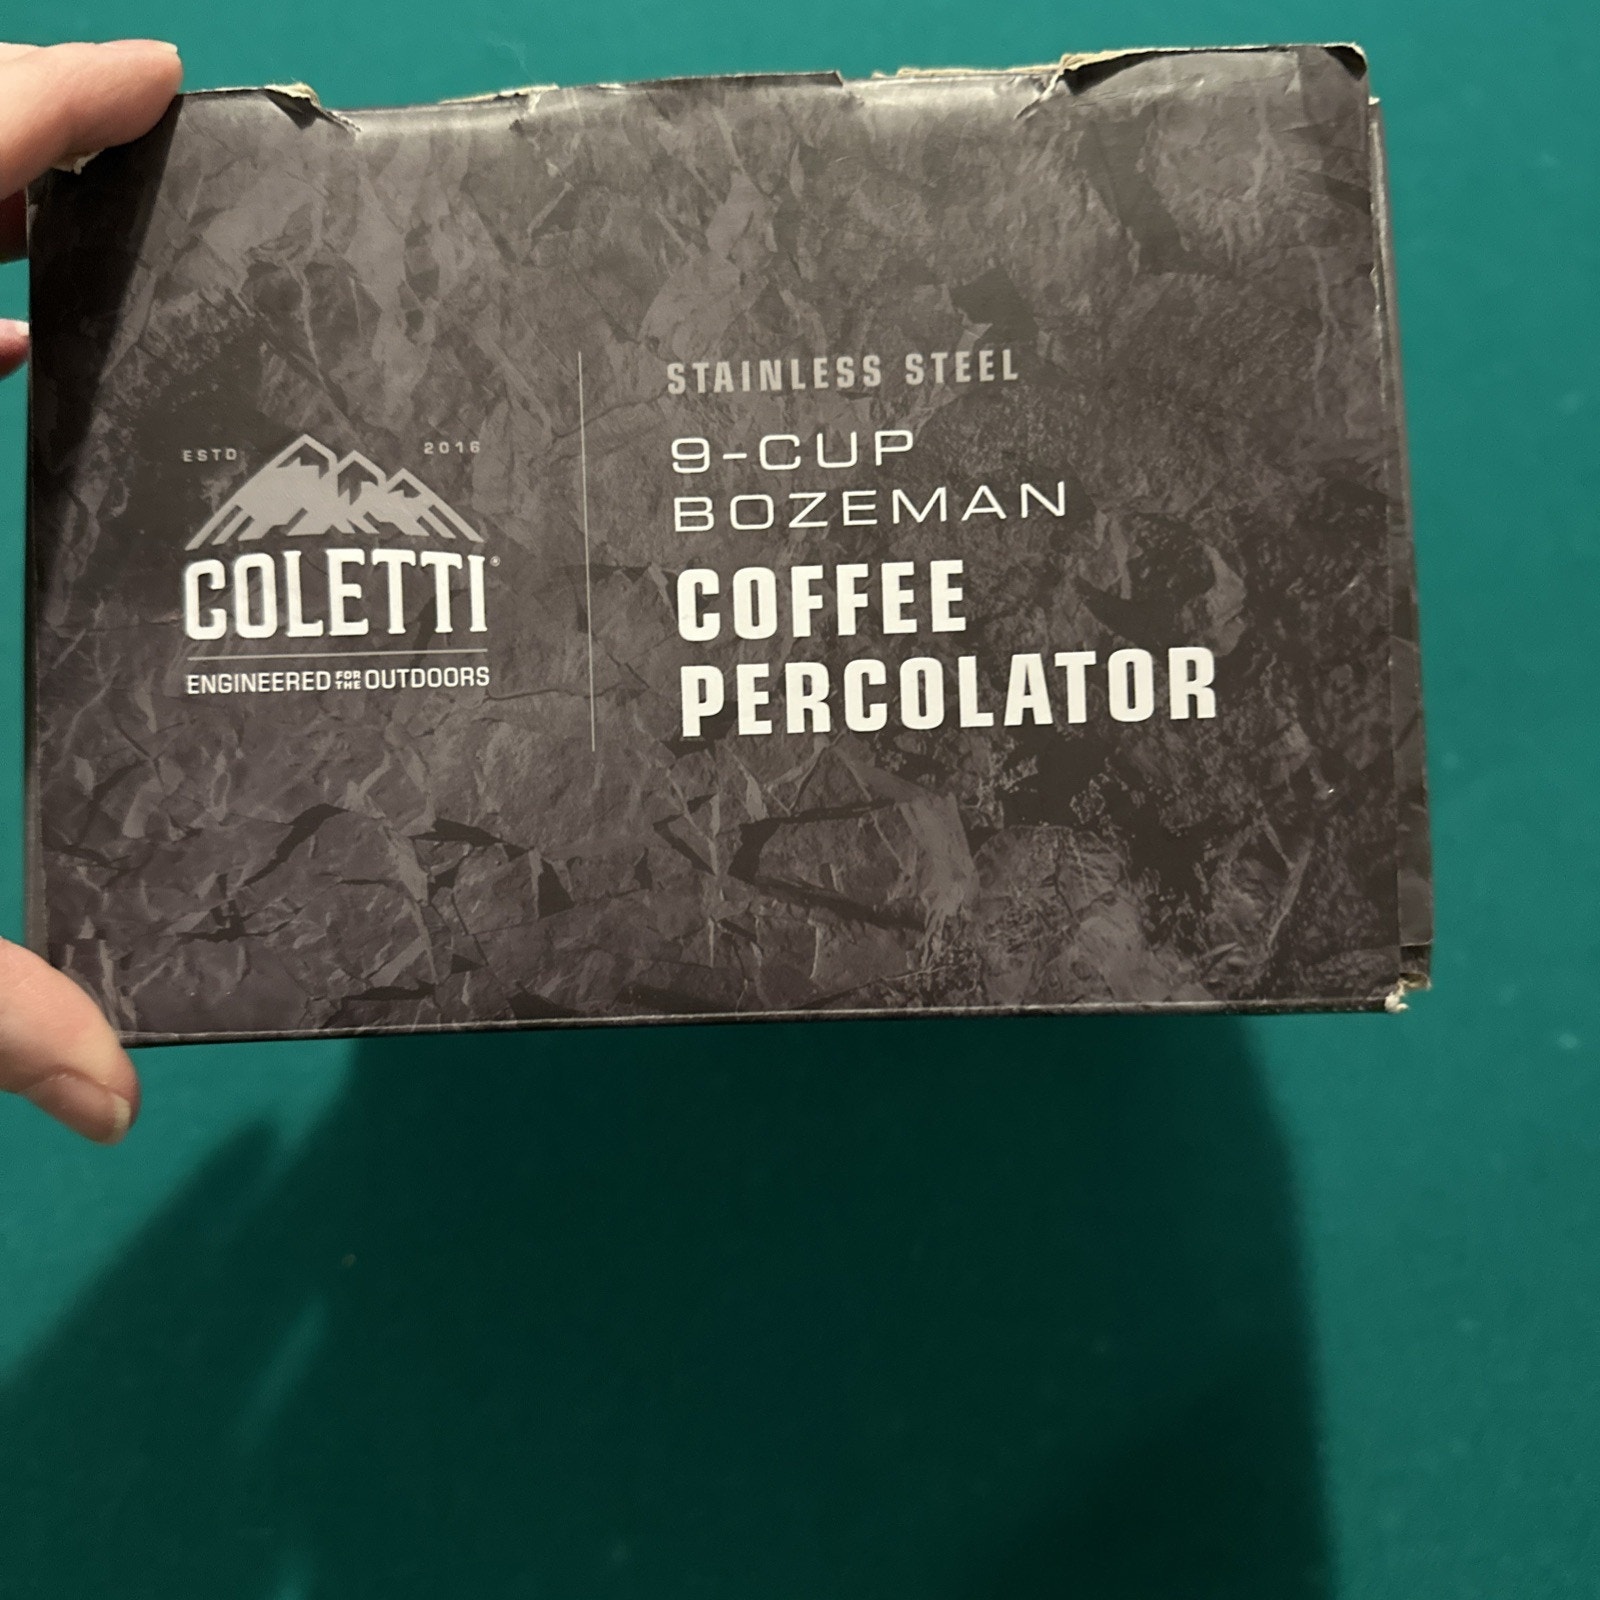 ESTD 2016
COLETTI®
ENGINEERED FOR THE OUTDOORS
STAINLESS STEEL
9-CUP
BOZEMAN
COFFEE
PERCOLATOR